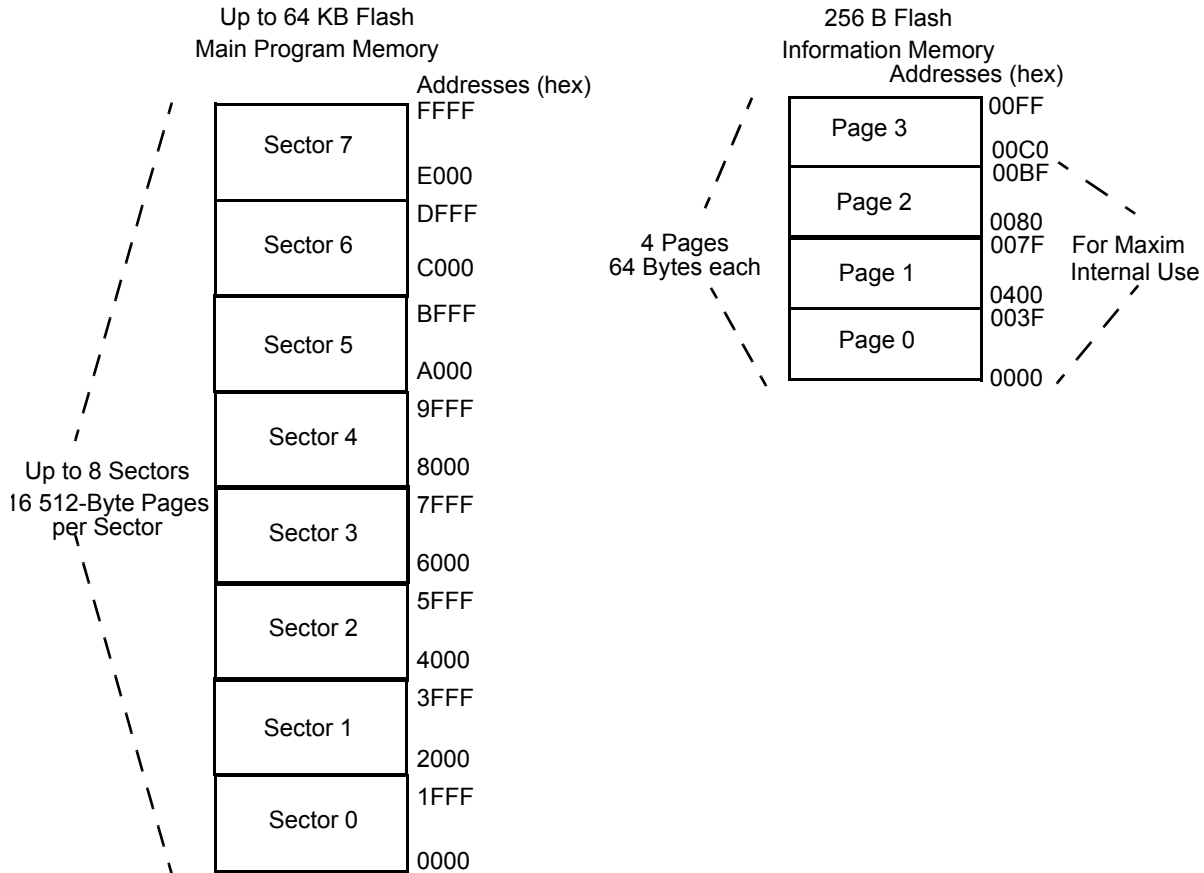 Up to 64 KB Flash
Main Program Memory
Addresses (hex)
FFFF
Sector 7
E000
DFFF
Sector 6
C000
BFFF
Sector 5
A000
9FFF
Sector 4
8000
7FFF
Sector 3
6000
5FFF
Sector 2
4000
3FFF
Sector 1
2000
1FFF
Sector 0
0000
Up to 8 Sectors
16 512-Byte Pages
per Sector
256 B Flash
Information Memory
Addresses (hex)
00FF
Page 3
00C0
00BF
Page 2
0080
007F
Page 1
0400
003F
Page 0
0000
4 Pages
64 Bytes each
For Maxim
Internal Use